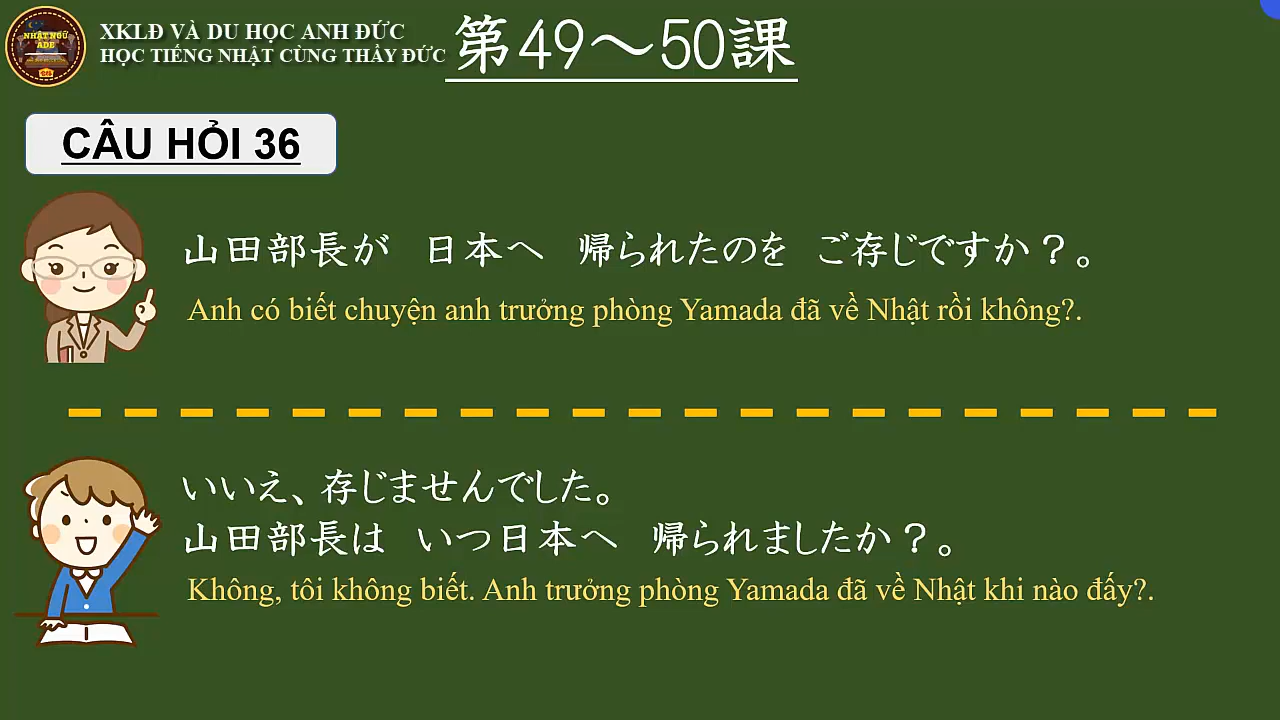 NHẬT NGỮ
ADE
XKLĐ VÀ DU HỌC ANH ĐỨC
HỌC TIẾNG NHẬT CÙNG THẦY ĐỨC
第49～50課
CÂU HỎI 36
山田部長が 日本へ 帰られたのを ご存じですか？。
Anh có biết chuyện anh trưởng phòng Yamada đã về Nhật rồi không?.
いいえ、存じませんでした。
山田部長は いつ日本へ 帰られましたか？。
Không, tôi không biết. Anh trưởng phòng Yamada đã về Nhật khi nào đấy?.